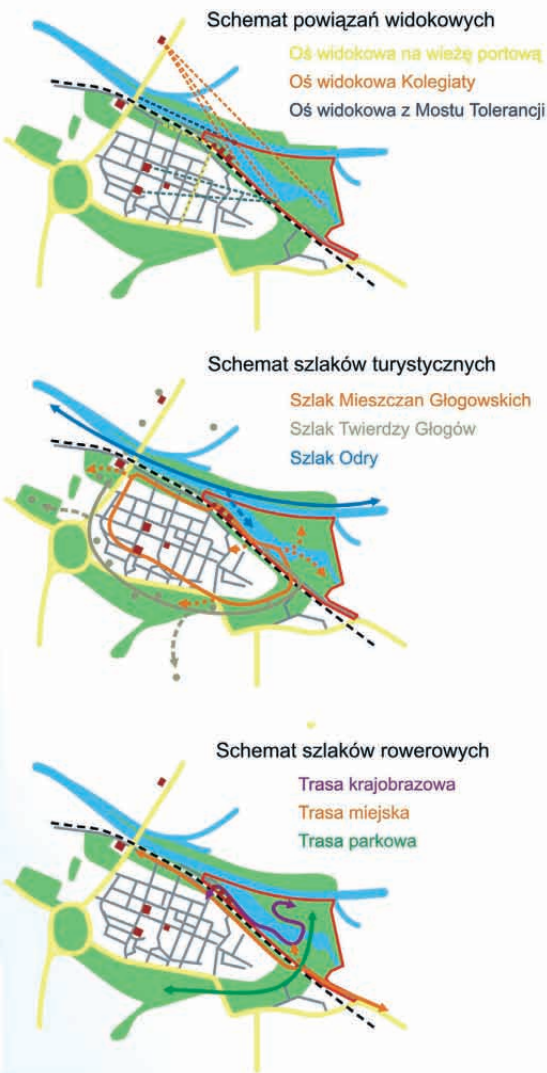 Schemat powiązań widokowych
Oś widokowa na wieżę portową
Oś widokowa Kolegiaty
Oś widokowa z Mostu Tolerancji
Schemat szlaków turystycznych
Szlak Mieszczan Głogowskich
Szlak Twierdzy Głogów
Szlak Odry
Schemat szlaków rowerowych
Trasa krajobrazowa
Trasa miejska
Trasa parkowa